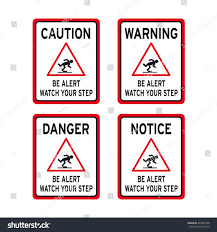 CAUTION
BE ALERT
WATCH YOUR STEP
WARNING
BE ALERT
WATCH YOUR STEP
DANGER
BE ALERT
WATCH YOUR STEP
NOTICE
BE ALERT
WATCH YOUR STEP
shutterstock